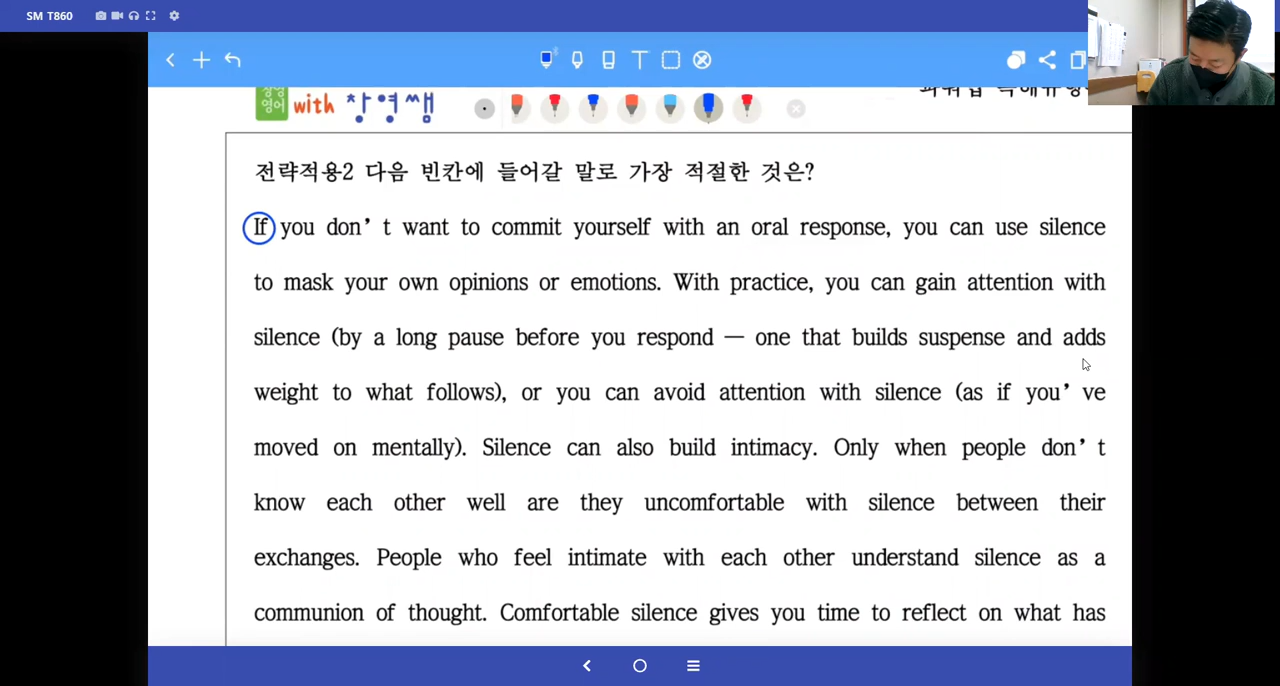 SM T860
창영
영어 with 창영쌤
전략적용2 다음 빈칸에 들어갈 말로 가장 적절한 것은?
If you don’t want to commit yourself with an oral response, you can use silence
to mask your own opinions or emotions. With practice, you can gain attention with
silence (by a long pause before you respond — one that builds suspense and adds
weight to what follows), or you can avoid attention with silence (as if you’ve
moved on mentally). Silence can also build intimacy. Only when people don’t
know each other well are they uncomfortable with silence between their
exchanges. People who feel intimate with each other understand silence as a
communion of thought. Comfortable silence gives you time to reflect on what has